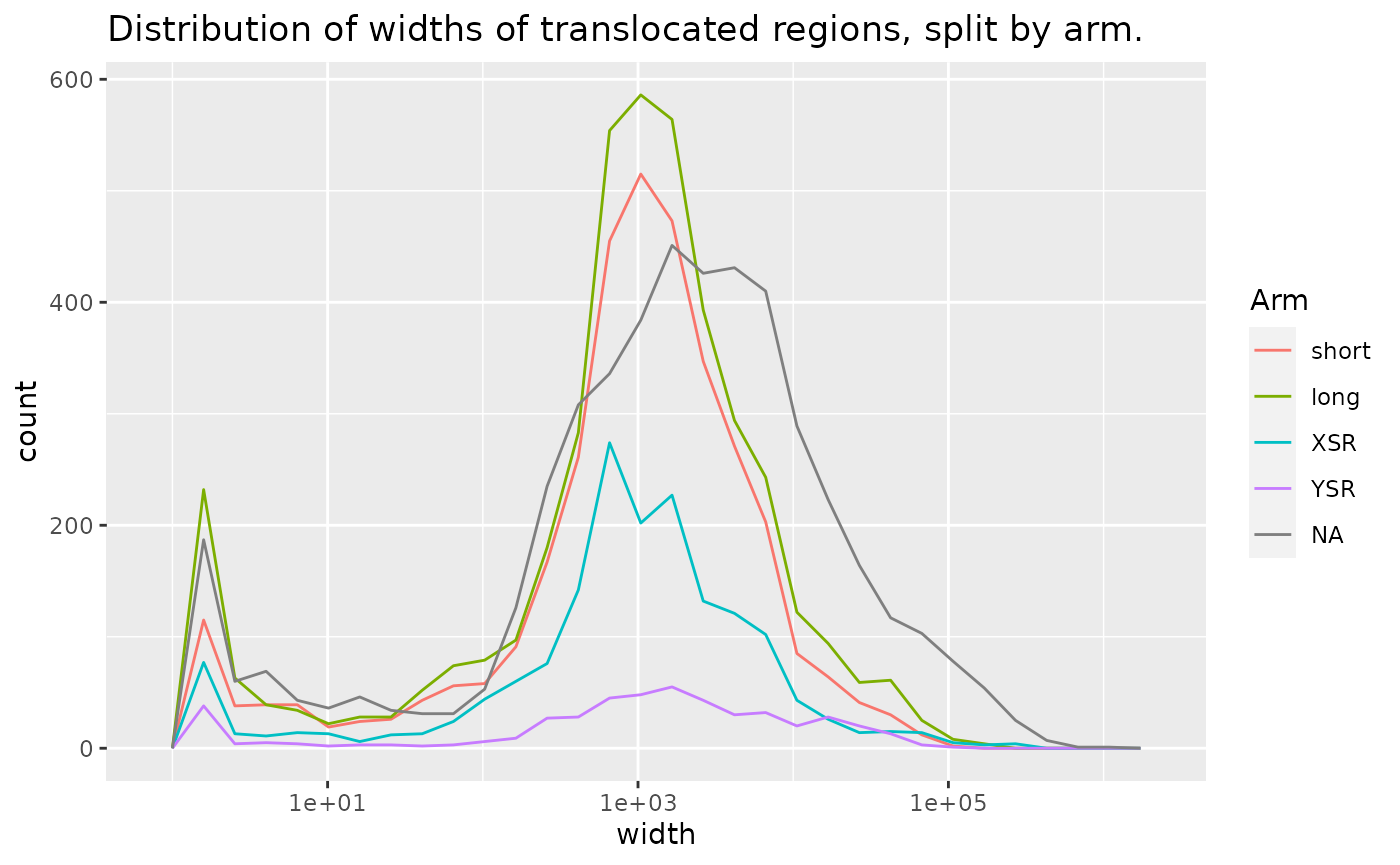 Distribution of widths of translocated regions, split by arm.
600
400
200
0
count
1e+01
1e+03
1e+05
width
Arm
short
long
XSR
YSR
NA